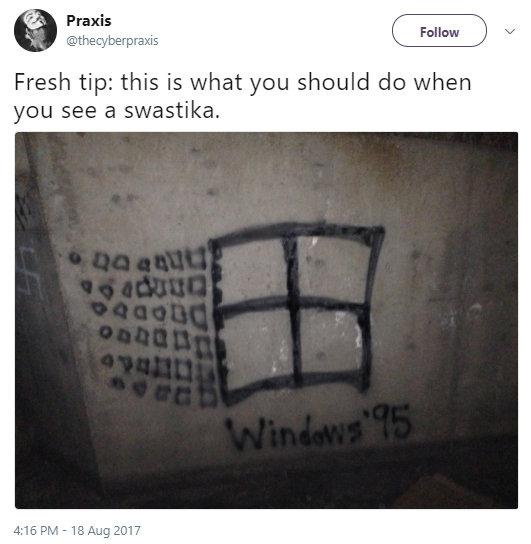 Praxis
@thecyberpraxis
Follow
Fresh tip: this is what you should do when
you see a swastika.
Windows '95
4:16 PM - 18 Aug 2017